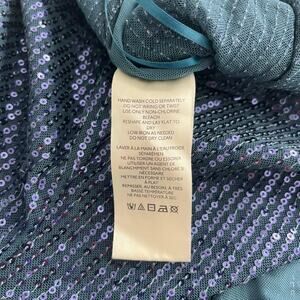 HAND WASH COLD SEPARATELY
DO NOT WRING OR TWIST
USE ONLY NON-CHLORINE
BLEACH
RESHAPE AND LAY FLAT TO
DRY
LOW IRON AS NEEDED
DO NOT DRY CLEAN
LAVER À LA MAIN À L'EAU FROIDE
SÉPARÉMEN
NE PAS TORDRE OU ESSORER
UTILISER UN AGENT DE
BLANCHIMENT SANS CHLORE SI
NÉCESSAIRE
METTRE EN FORME ET SÉCHER
À PLAT
REPASSER, AU BESOIN, À TRÈS
BASSE TEMPÉRATURE
NE PAS NETTOYER À SEC